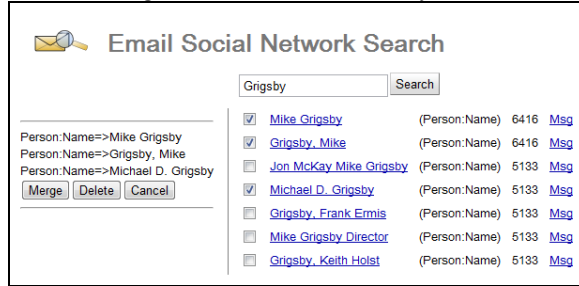 Email Social Network Search
Grigsby Search
Person:Name=>Mike Grigsby
Person:Name=>Grigsby, Mike
Person:Name=>Michael D. Grigsby
Merge Delete Cancel
Mike Grigsby (Person:Name) 6416 Msg
Grigsby, Mike (Person:Name) 6416 Msg
Jon McKay Mike Grigsby (Person:Name) 5133 Msg
Michael D. Grigsby (Person:Name) 5133 Msg
Grigsby, Frank Ermis (Person:Name) 5133 Msg
Mike Grigsby Director (Person:Name) 5133 Msg
Grigsby, Keith Holst (Person:Name) 5133 Msg